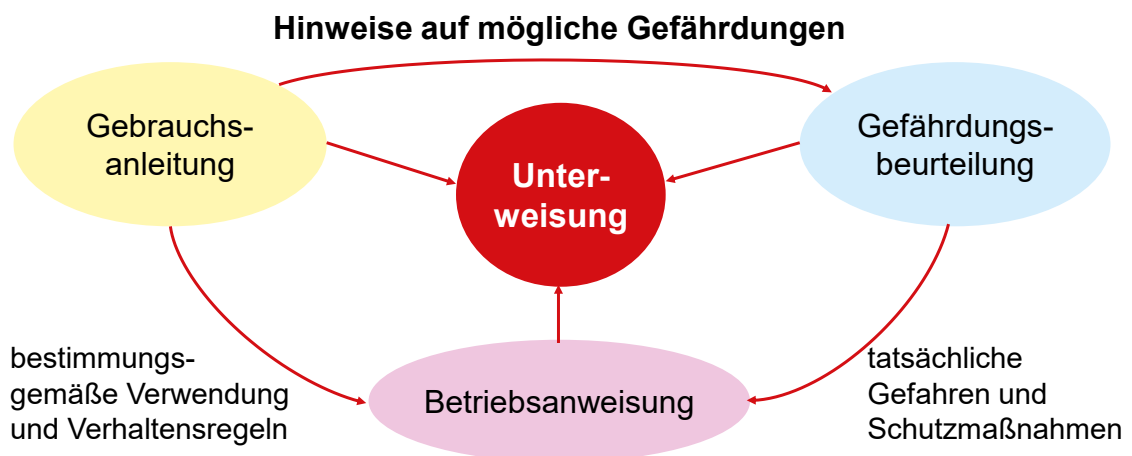 Hinweise auf mögliche Gefährdungen
Gebrauchs-
anleitung
Unter-
weisung
Gefährdungs-
beurteilung
bestimmungs-
gemäße Verwendung
und Verhaltensregeln
Betriebsanweisung
tatsächliche
Gefahren und
Schutzmaßnahmen